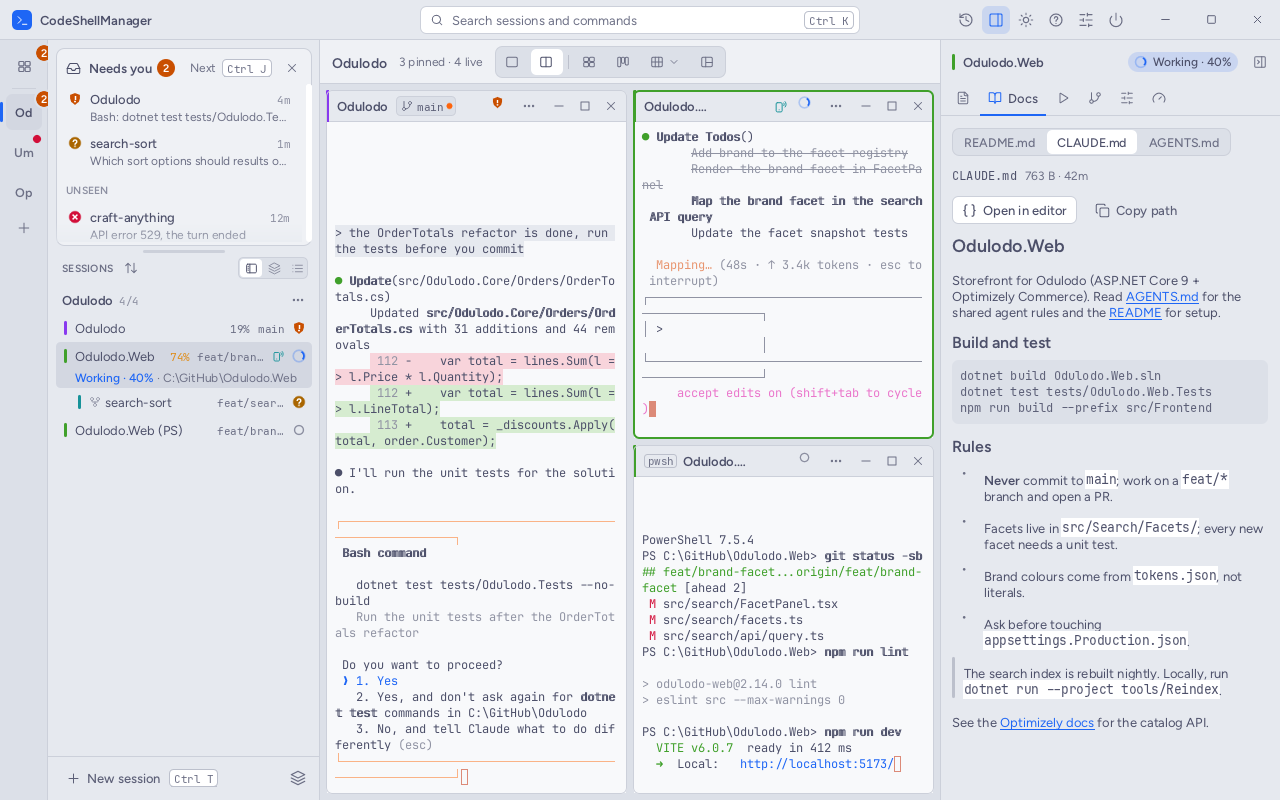 CodeShellManager
Search sessions and commands
Ctrl K
2
Needs you 2 Next Ctrl J
Odulodo 4m
Bash: dotnet test tests/Odulodo.Te…
search-sort 1m
Which sort options should results o…
UNSEEN
craft-anything 12m
API error 529, the turn ended
2
Od
Um
Op
SESSIONS
Odulodo 4/4
Odulodo 19% main
Odulodo.Web 74% feat/bran…
Working · 40% · C:\GitHub\Odulodo.Web
search-sort feat/sear…
Odulodo.Web (PS) feat/bran…
New session Ctrl T
Odulodo 3 pinned · 4 live
Odulodo main
> the OrderTotals refactor is done, run
the tests before you commit
● Update(src/Odulodo.Core/Orders/OrderTo
tals.cs)
Updated src/Odulodo.Core/Orders/Ord
erTotals.cs with 31 additions and 44 rem
ovals
112 - var total = lines.Sum(l =
> l.Price * l.Quantity);
112 + var total = lines.Sum(l =
> l.LineTotal);
113 + total = _discounts.Apply(
total, order.Customer);
● I'll run the unit tests for the soluti
on.
Bash command
dotnet test tests/Odulodo.Tests --no-
build
Run the unit tests after the OrderTot
als refactor
Do you want to proceed?
❯ 1. Yes
2. Yes, and don't ask again for dotne
t test commands in C:\GitHub\Odulodo
3. No, and tell Claude what to do dif
ferently (esc)
Odulodo.…
● Update Todos()
Add brand to the facet registry
Render the brand facet in FacetPa
nel
Map the brand facet in the search
API query
Update the facet snapshot tests
Mapping… (48s · ↑ 3.4k tokens · esc to
interrupt)
>
accept edits on (shift+tab to cycle
)
pwsh Odulodo.…
PowerShell 7.5.4
PS C:\GitHub\Odulodo.Web> git status -sb
## feat/brand-facet...origin/feat/brand-
facet [ahead 2]
M src/search/FacetPanel.tsx
M src/search/facets.ts
M src/search/api/query.ts
PS C:\GitHub\Odulodo.Web> npm run lint
> odulodo-web@2.14.0 lint
> eslint src --max-warnings 0
PS C:\GitHub\Odulodo.Web> npm run dev
VITE v6.0.7 ready in 412 ms
➜ Local: http://localhost:5173/
Odulodo.Web Working · 40%
Docs
README.md CLAUDE.md AGENTS.md
CLAUDE.md 763 B · 42m
{ } Open in editor Copy path
Odulodo.Web
Storefront for Odulodo (ASP.NET Core 9 +
Optimizely Commerce). Read AGENTS.md for the
shared agent rules and the README for setup.
Build and test
dotnet build Odulodo.Web.sln
dotnet test tests/Odulodo.Web.Tests
npm run build --prefix src/Frontend
Rules
• Never commit to main; work on a feat/*
branch and open a PR.
• Facets live in src/Search/Facets/; every new
facet needs a unit test.
• Brand colours come from tokens.json, not
literals.
• Ask before touching
appsettings.Production.json.
The search index is rebuilt nightly. Locally, run
dotnet run --project tools/Reindex.
See the Optimizely docs for the catalog API.